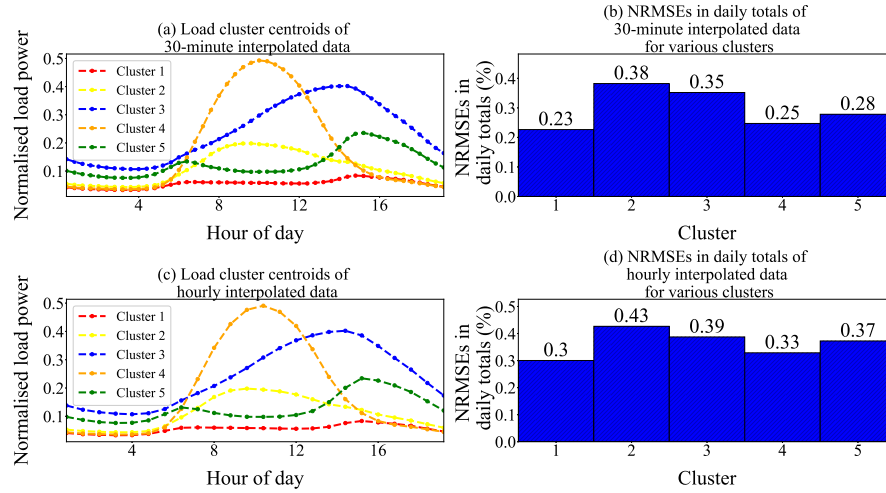 (a) Load cluster centroids of
30-minute interpolated data
Normalised load power
0.5
0.4
0.3
0.2
0.1
Cluster 1
Cluster 2
Cluster 3
Cluster 4
Cluster 5
4 8 12 16
Hour of day
(b) NRMSEs in daily totals of
30-minute interpolated data
for various clusters
NRMSEs in
daily totals (%)
0.4
0.3
0.2
0.1
0.0
0.23 0.38 0.35 0.25 0.28
1 2 3 4 5
Cluster
(c) Load cluster centroids of
hourly interpolated data
Normalised load power
0.5
0.4
0.3
0.2
0.1
Cluster 1
Cluster 2
Cluster 3
Cluster 4
Cluster 5
4 8 12 16
Hour of day
(d) NRMSEs in daily totals of
hourly interpolated data
for various clusters
NRMSEs in
daily totals (%)
0.5
0.4
0.3
0.2
0.1
0.0
0.3 0.43 0.39 0.33 0.37
1 2 3 4 5
Cluster